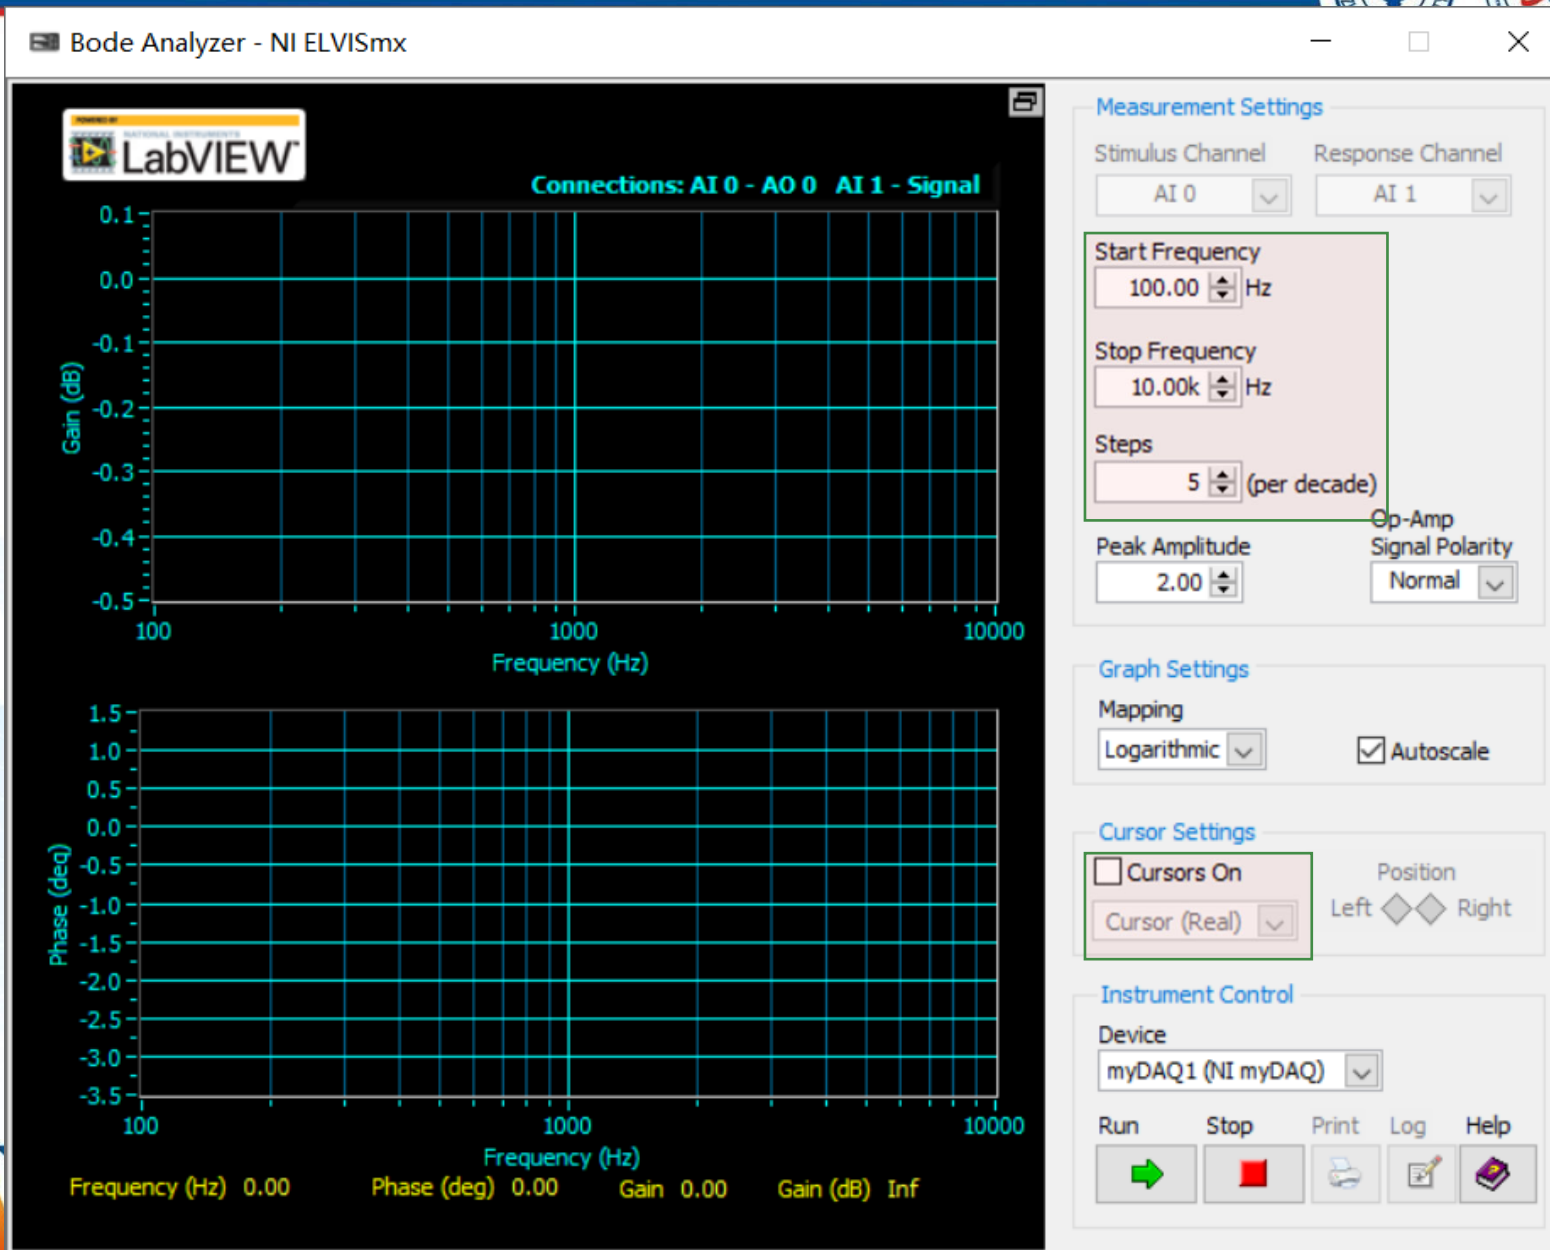 Bode Analyzer - NI ELVISmx
POWERED BY
NATIONAL INSTRUMENTS
LabVIEW
Connections: AI 0 - AO 0 AI 1 - Signal
0.1
0.0
-0.1
-0.2
-0.3
-0.4
-0.5
Gain (dB)
100 1000 10000
Frequency (Hz)
1.5
1.0
0.5
0.0
-0.5
-1.0
-1.5
-2.0
-2.5
-3.0
-3.5
Phase (deg)
100 1000 10000
Frequency (Hz)
Frequency (Hz) 0.00 Phase (deg) 0.00 Gain 0.00 Gain (dB) Inf
Measurement Settings
Stimulus Channel Response Channel
AI 0 AI 1
Start Frequency
100.00 Hz
Stop Frequency
10.00k Hz
Steps
5 (per decade)
Op-Amp
Peak Amplitude Signal Polarity
2.00 Normal
Graph Settings
Mapping
Logarithmic Autoscale
Cursor Settings
Cursors On Position
Cursor (Real) Left Right
Instrument Control
Device
myDAQ1 (NI myDAQ)
Run Stop Print Log Help